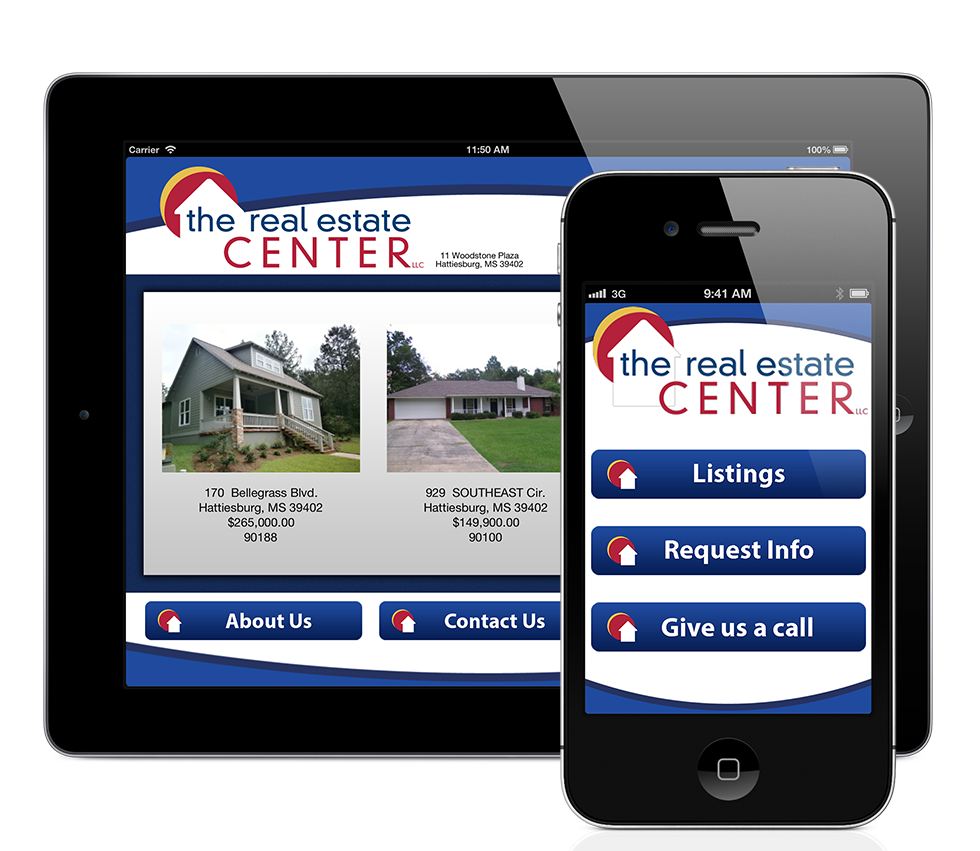 Carrier 11:50 AM 100%
the real estate
CENTER LLC
11 Woodstone Plaza
Hattiesburg, MS 39402
170 Bellegrass Blvd.
Hattiesburg, MS 39402
$265,000.00
90188
929 SOUTHEAST Cir.
Hattiesburg, MS 39402
$149,900.00
90100
About Us
Contact Us
3G 9:41 AM
the real estate
CENTER LLC
Listings
Request Info
Give us a call